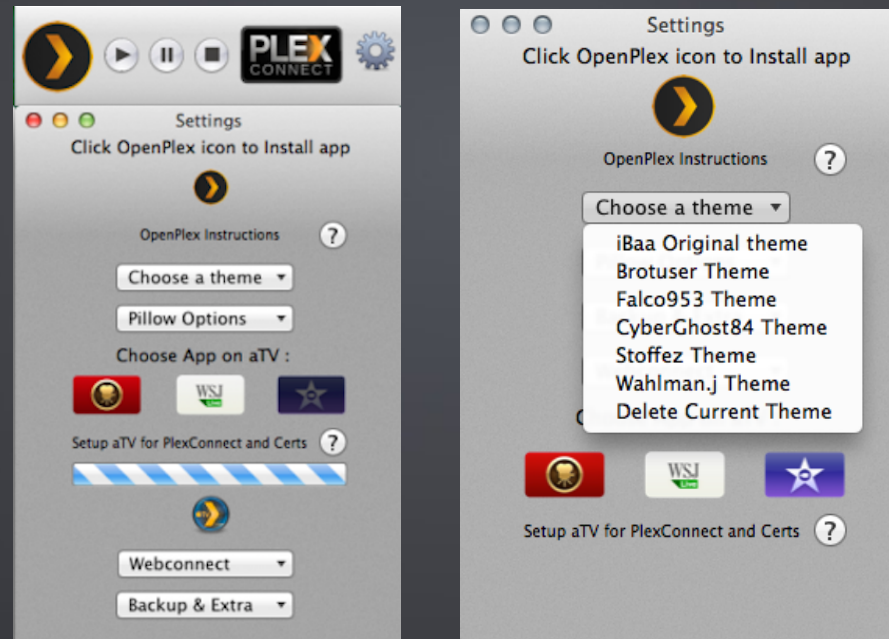 PLEX
CONNECT
Settings
Click OpenPlex icon to Install app
OpenPlex Instructions ?
Choose a theme
Pillow Options
Choose App on aTV :
WSJ
Live
Setup aTV for PlexConnect and Certs ?
Webconnect
Backup & Extra
Settings
Click OpenPlex icon to Install app
OpenPlex Instructions ?
Choose a theme
iBaa Original theme
Brotuser Theme
Falco953 Theme
CyberGhost84 Theme
Stoffez Theme
Wahlman.j Theme
Delete Current Theme
C
WSJ
Live
Setup aTV for PlexConnect and Certs ?